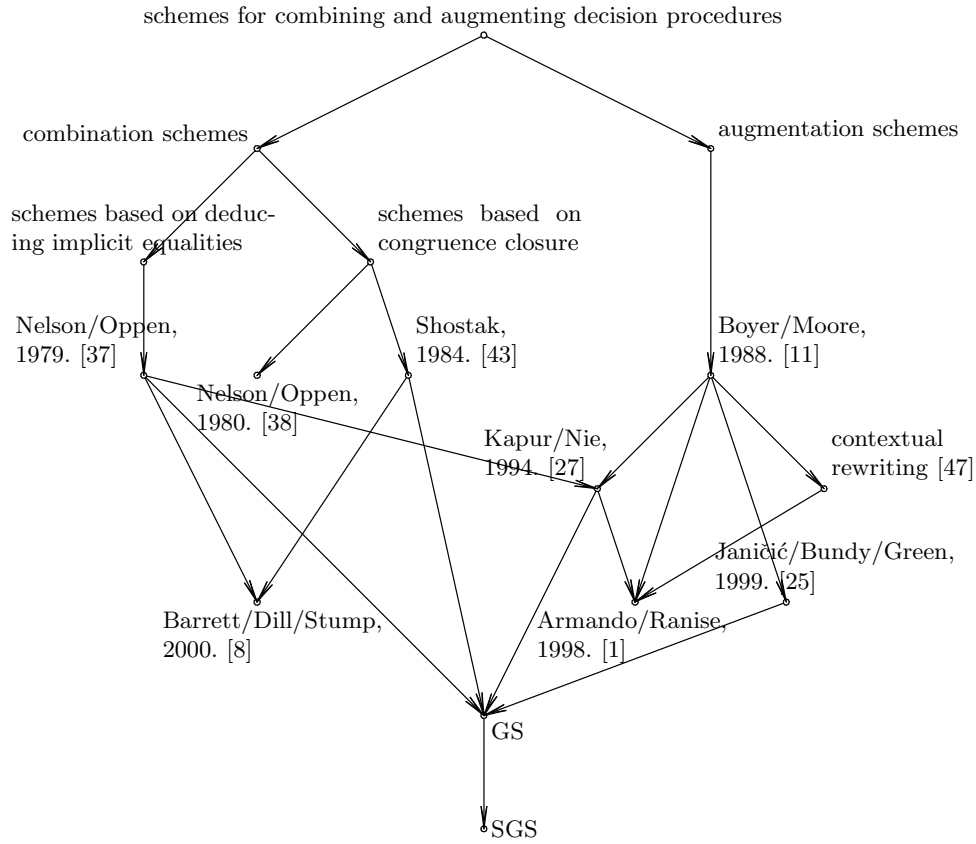 schemes for combining and augmenting decision procedures
combination schemes
augmentation schemes
schemes based on deduc-
ing implicit equalities
schemes based on
congruence closure
Nelson/Oppen,
1979. [37]
Shostak,
1984. [43]
Boyer/Moore,
1988. [11]
Nelson/Oppen,
1980. [38]
Kapur/Nie,
1994. [27]
contextual
rewriting [47]
Janičić/Bundy/Green,
1999. [25]
Barrett/Dill/Stump,
2000. [8]
Armando/Ranise,
1998. [1]
GS
SGS